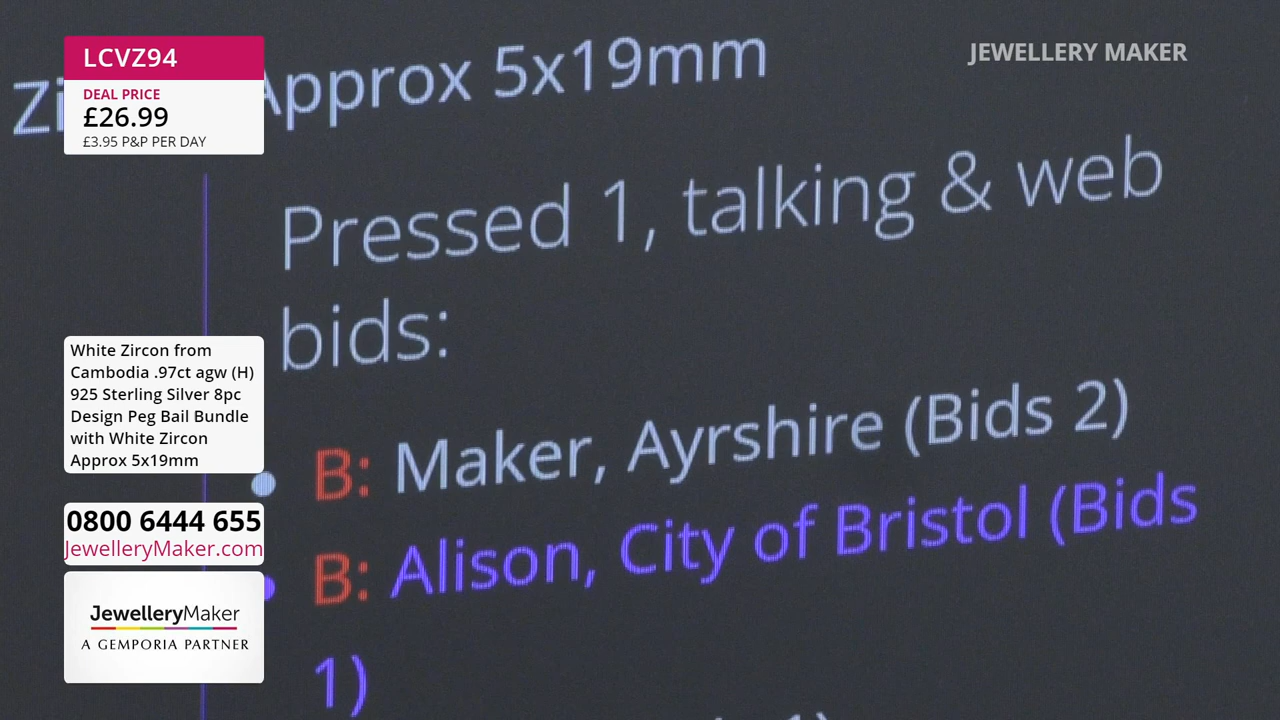 LCVZ94
DEAL PRICE
£26.99
£3.95 P&P PER DAY
JEWELLERY MAKER
Approx 5x19mm
Pressed 1, talking & web
bids:
B: Maker, Ayrshire (Bids 2)
B: Alison, City of Bristol (Bids
1)
White Zircon from
Cambodia .97ct agw (H)
925 Sterling Silver 8pc
Design Peg Bail Bundle
with White Zircon
Approx 5x19mm
0800 6444 655
JewelleryMaker.com
JewelleryMaker
A GEMPORIA PARTNER